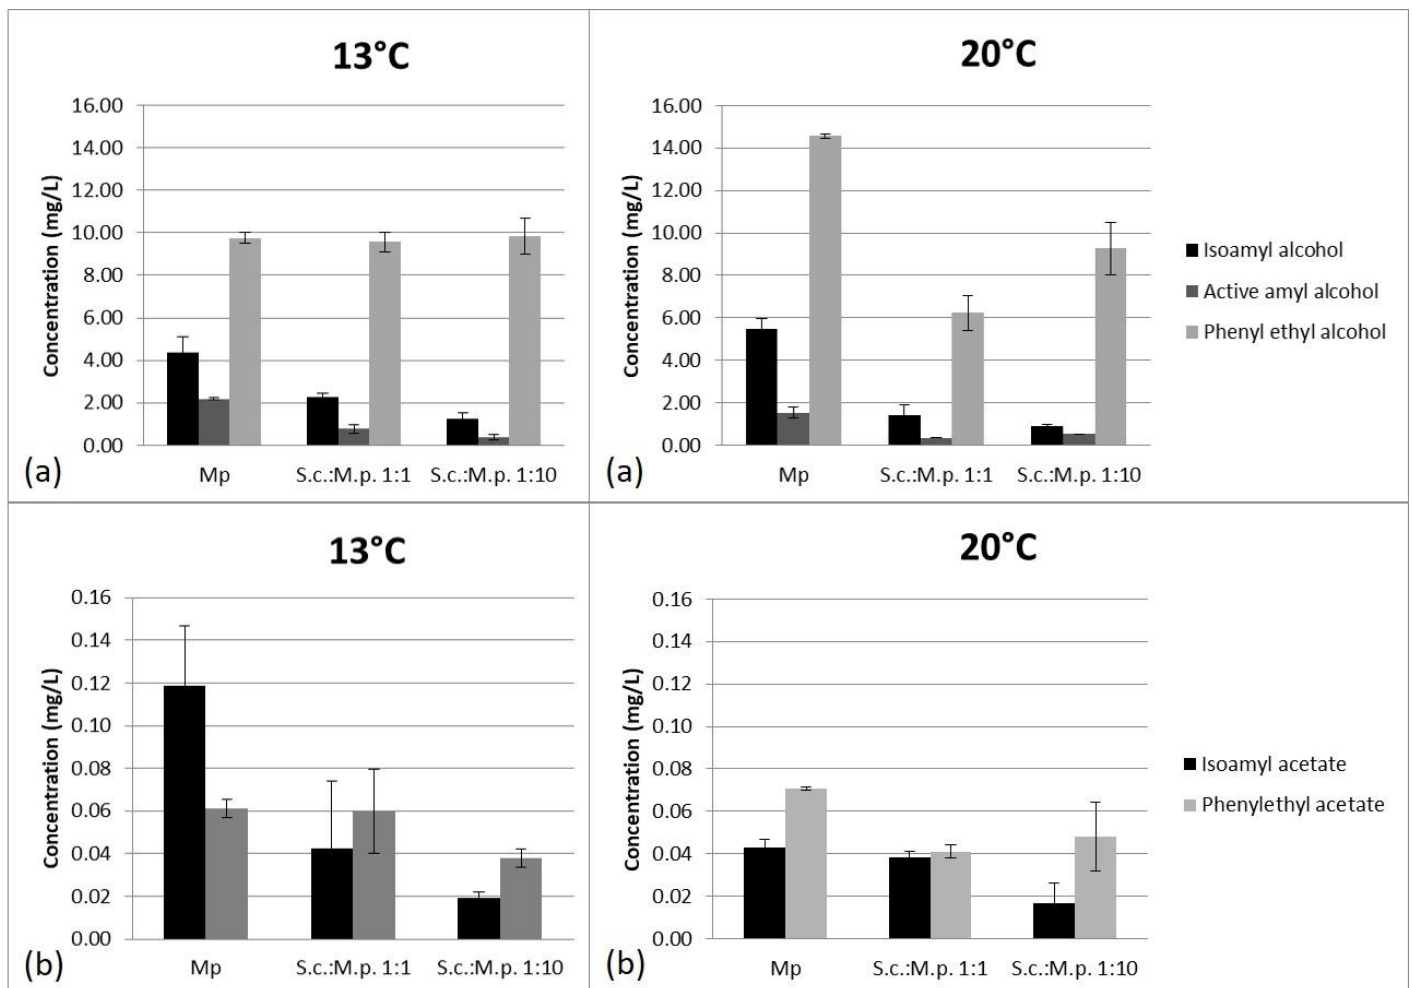 13°C
16.00
14.00
12.00
10.00
8.00
6.00
4.00
2.00
0.00
Concentration (mg/L)
Mp
S.c.:M.p. 1:1
S.c.:M.p. 1:10
(a)
20°C
16.00
14.00
12.00
10.00
8.00
6.00
4.00
2.00
0.00
Concentration (mg/L)
Mp
S.c.:M.p. 1:1
S.c.:M.p. 1:10
(a)
Isoamyl alcohol
Active amyl alcohol
Phenyl ethyl alcohol
13°C
0.16
0.14
0.12
0.10
0.08
0.06
0.04
0.02
0.00
Concentration (mg/L)
Mp
S.c.:M.p. 1:1
S.c.:M.p. 1:10
(b)
20°C
0.16
0.14
0.12
0.10
0.08
0.06
0.04
0.02
0.00
Concentration (mg/L)
Mp
S.c.:M.p. 1:1
S.c.:M.p. 1:10
(b)
Isoamyl acetate
Phenylethyl acetate